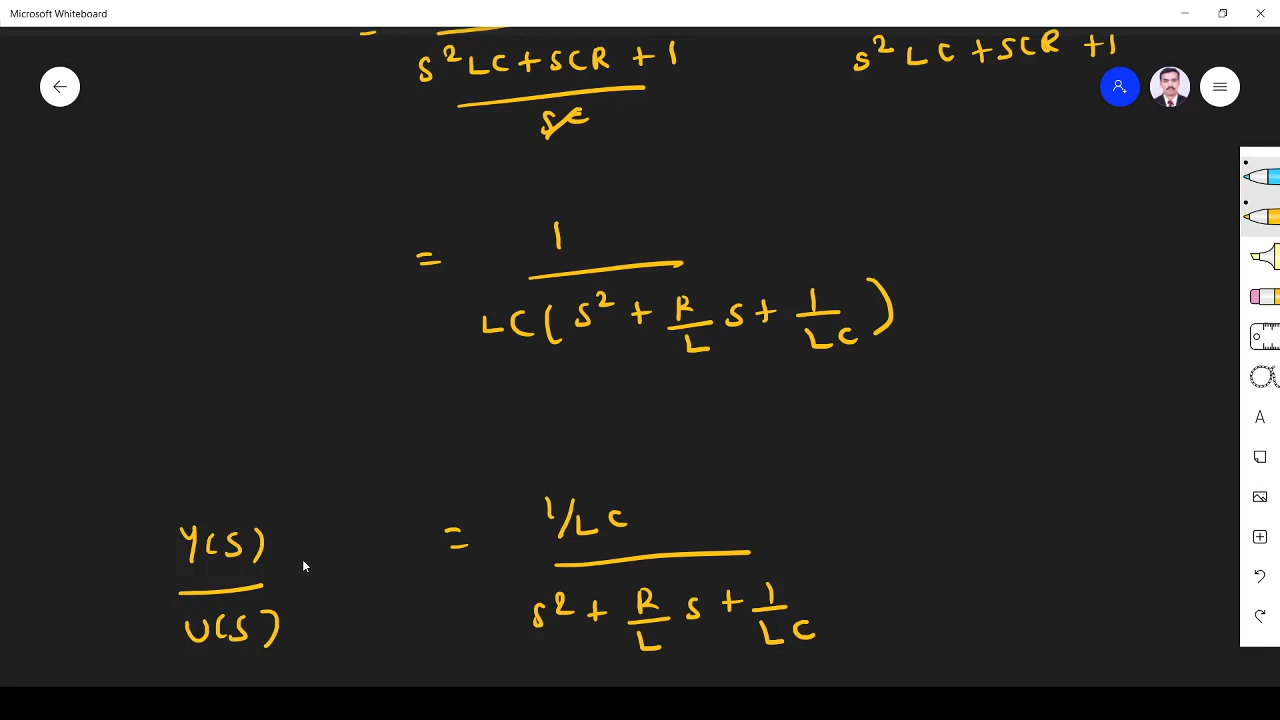 Microsoft Whiteboard
= s²LC+SCR+1 / SC
s²LC+SCR+1
= 1 / LC(s²+R/L s+1/LC)
Y(S)/U(S) = 1/LC / s²+R/L s+1/LC
A